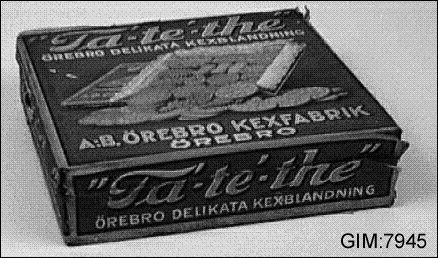 "Ta'-te'-the"
ÖREBRO DELIKATA KEXBLANDNING
A.-B. ÖREBRO KEXFABRIK
ÖREBRO
"Ta'-te'-the"
ÖREBRO DELIKATA KEXBLANDNING
GIM:7945